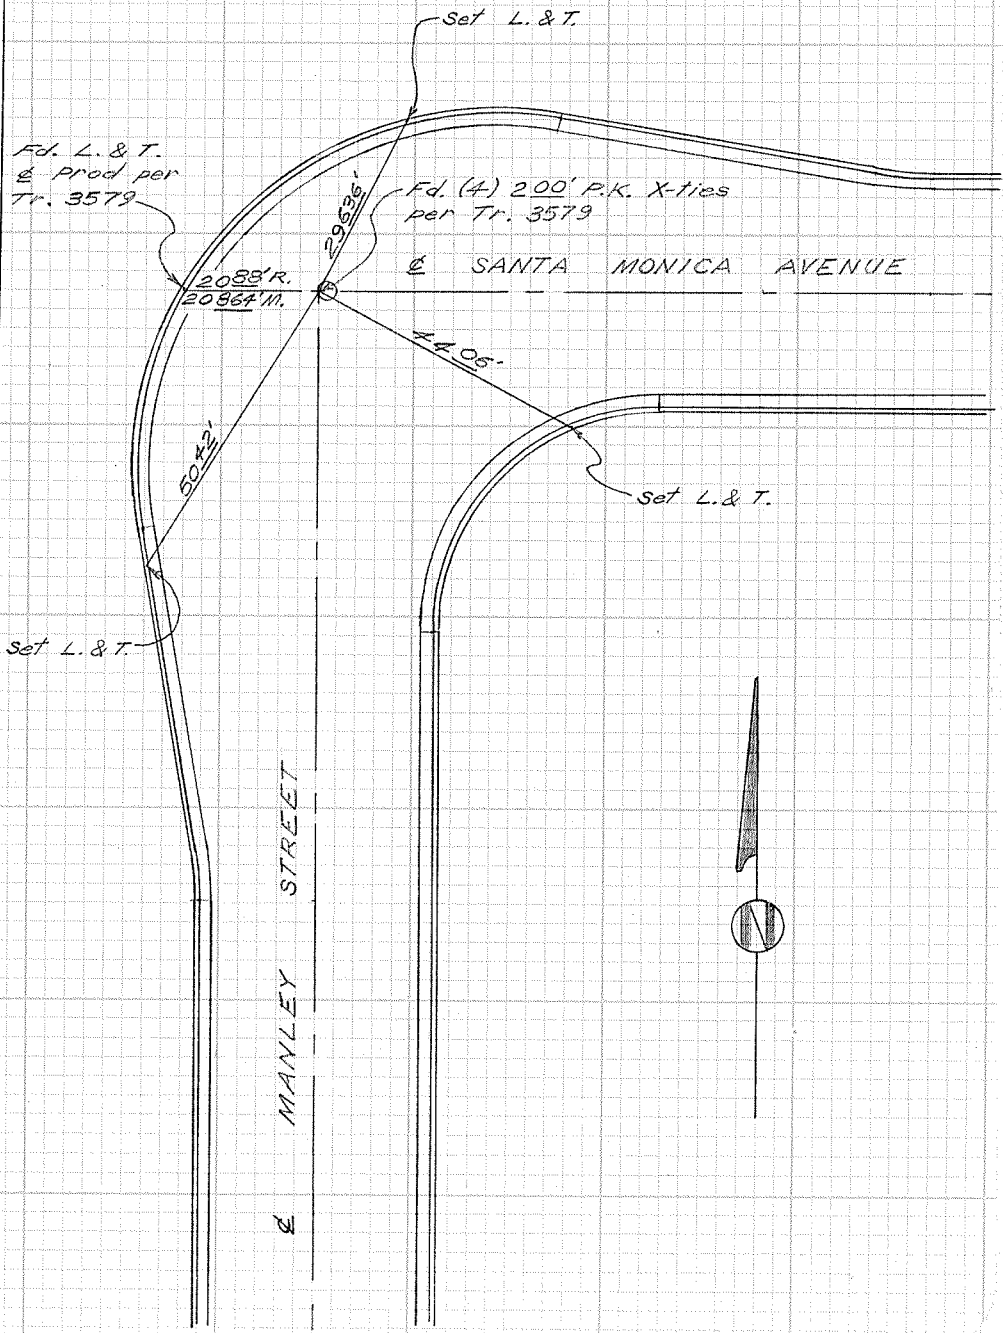 Set L. & T.
Fd. L. & T.
℄ Prod per
Tr. 3579
Fd. (4) 2.00' P.K. X-ties
per Tr. 3579
29.636'
℄ SANTA MONICA AVENUE
20.88' R.
20.864' M.
44.06'
50.42'
Set L. & T.
Set L. & T.
℄ MANLEY STREET